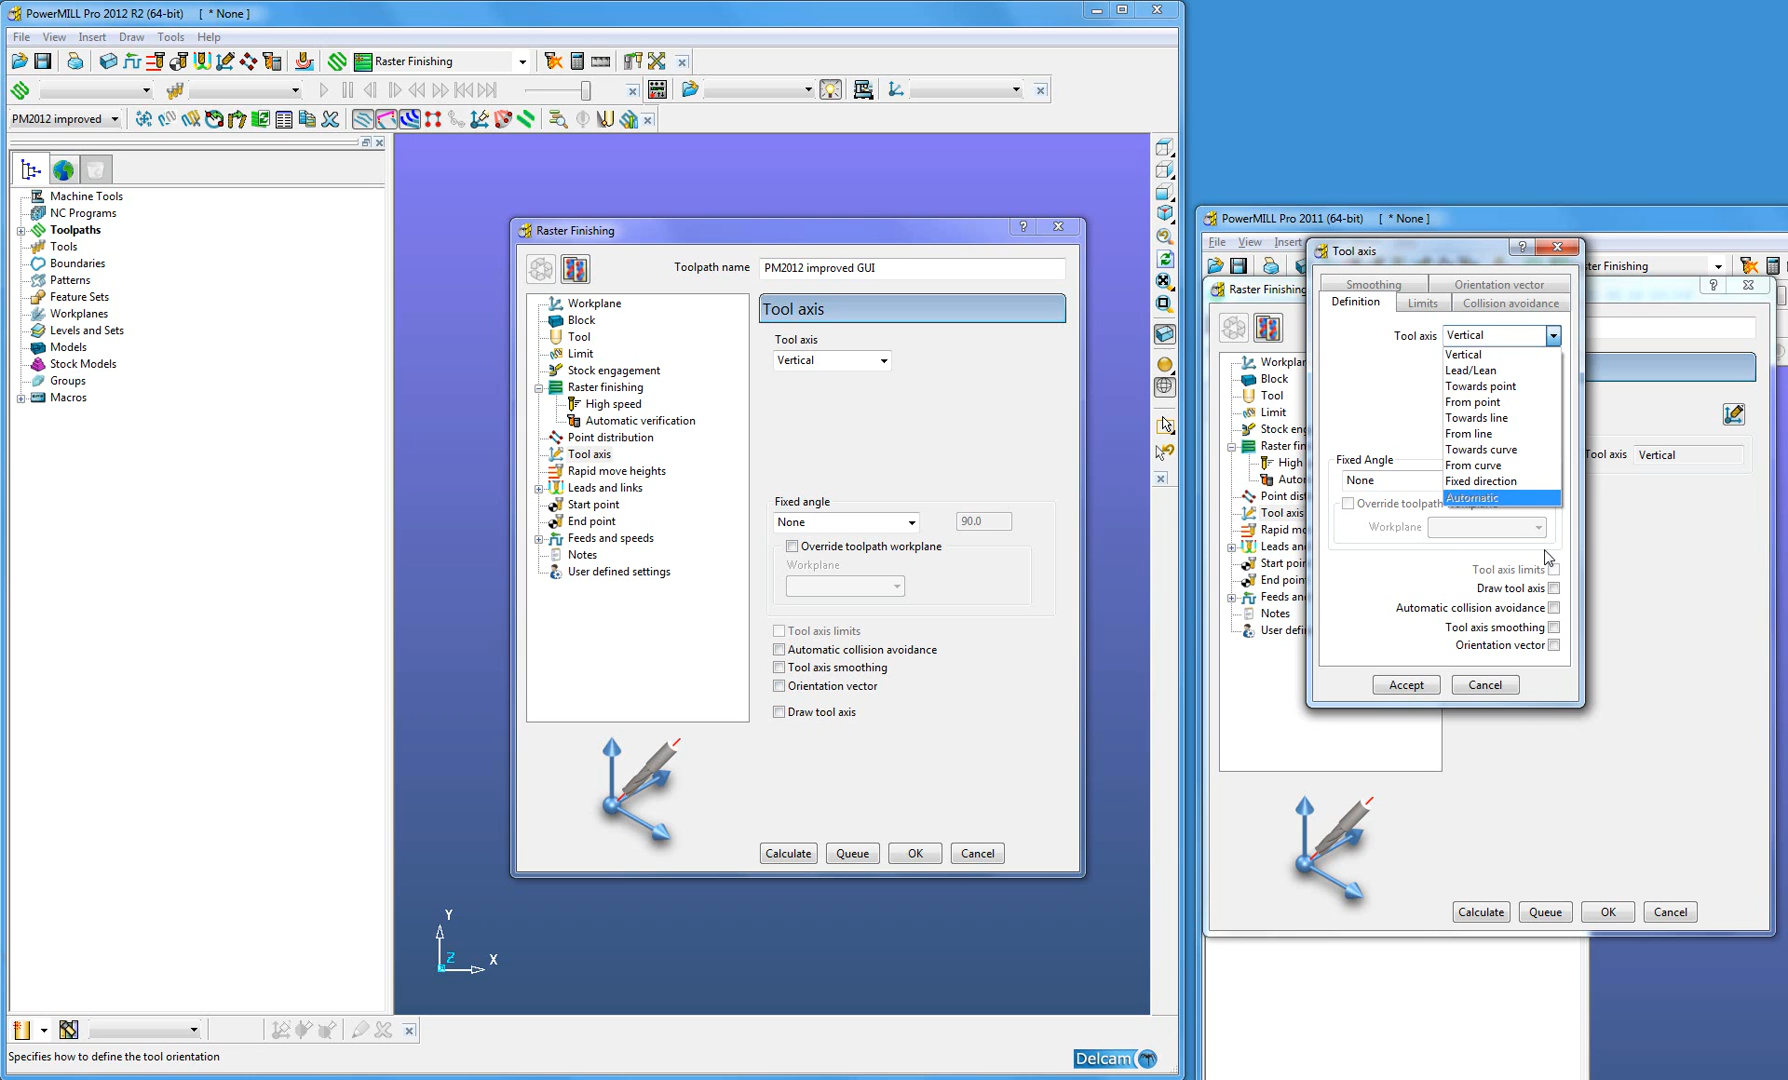 PowerMILL Pro 2012 R2 (64-bit)    [ * None ]
File View Insert Draw Tools Help
Raster Finishing
PM2012 improved
Machine Tools
NC Programs
Toolpaths
Tools
Boundaries
Patterns
Feature Sets
Workplanes
Levels and Sets
Models
Stock Models
Groups
Macros
Raster Finishing
Toolpath name PM2012 improved GUI
Workplane
Block
Tool
Limit
Stock engagement
Raster finishing
High speed
Automatic verification
Point distribution
Tool axis
Rapid move heights
Leads and links
Start point
End point
Feeds and speeds
Notes
User defined settings
Tool axis
Tool axis
Vertical
Fixed angle
None 90.0
Override toolpath workplane
Workplane
Tool axis limits
Automatic collision avoidance
Tool axis smoothing
Orientation vector
Draw tool axis
Calculate Queue OK Cancel
Y
Z
X
Specifies how to define the tool orientation
Delcam
PowerMILL Pro 2011 (64-bit)    [ * None ]
File View Insert
ster Finishing
Raster Finishing
Workplan
Block
Tool
Limit
Stock en
Raster fin
High
Autor
Point dist
Tool axis
Rapid mo
Leads and
Start poin
End point
Feeds and
Notes
User defi
Tool axis
Smoothing Orientation vector
Definition Limits Collision avoidance
Tool axis Vertical
Vertical
Lead/Lean
Towards point
From point
Towards line
From line
Towards curve
From curve
Fixed direction
Automatic
Fixed Angle
None
Override toolpath
Workplane
Tool axis limits
Draw tool axis
Automatic collision avoidance
Tool axis smoothing
Orientation vector
Accept Cancel
Tool axis Vertical
Calculate Queue OK Cancel